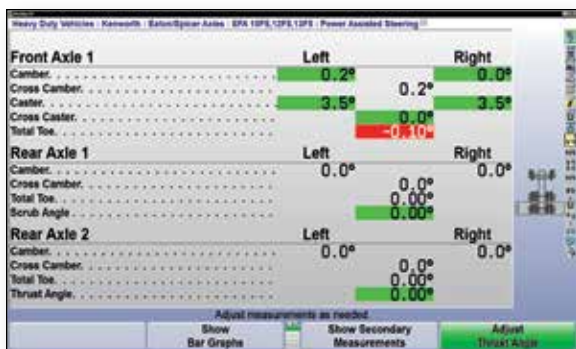 Heavy Duty Vehicles : Kenworth : Eaton/Spicer Axles : EFA 10F5,12F5,13F5 : Power Assisted Steering
Front Axle 1 Left Right
Camber. 0.2° 0.0°
Cross Camber. 0.2°
Caster. 3.5° 3.5°
Cross Caster. 0.0°
Total Toe. -0.10°
Rear Axle 1 Left Right
Camber. 0.0° 0.0°
Cross Camber. 0.0°
Total Toe. 0.00°
Scrub Angle 0.00°
Rear Axle 2 Left Right
Camber. 0.0° 0.0°
Cross Camber. 0.0°
Total Toe. 0.00°
Thrust Angle. 0.00°
Adjust measurements as needed
Show Bar Graphs
Show Secondary Measurements
Adjust Thrust Angle